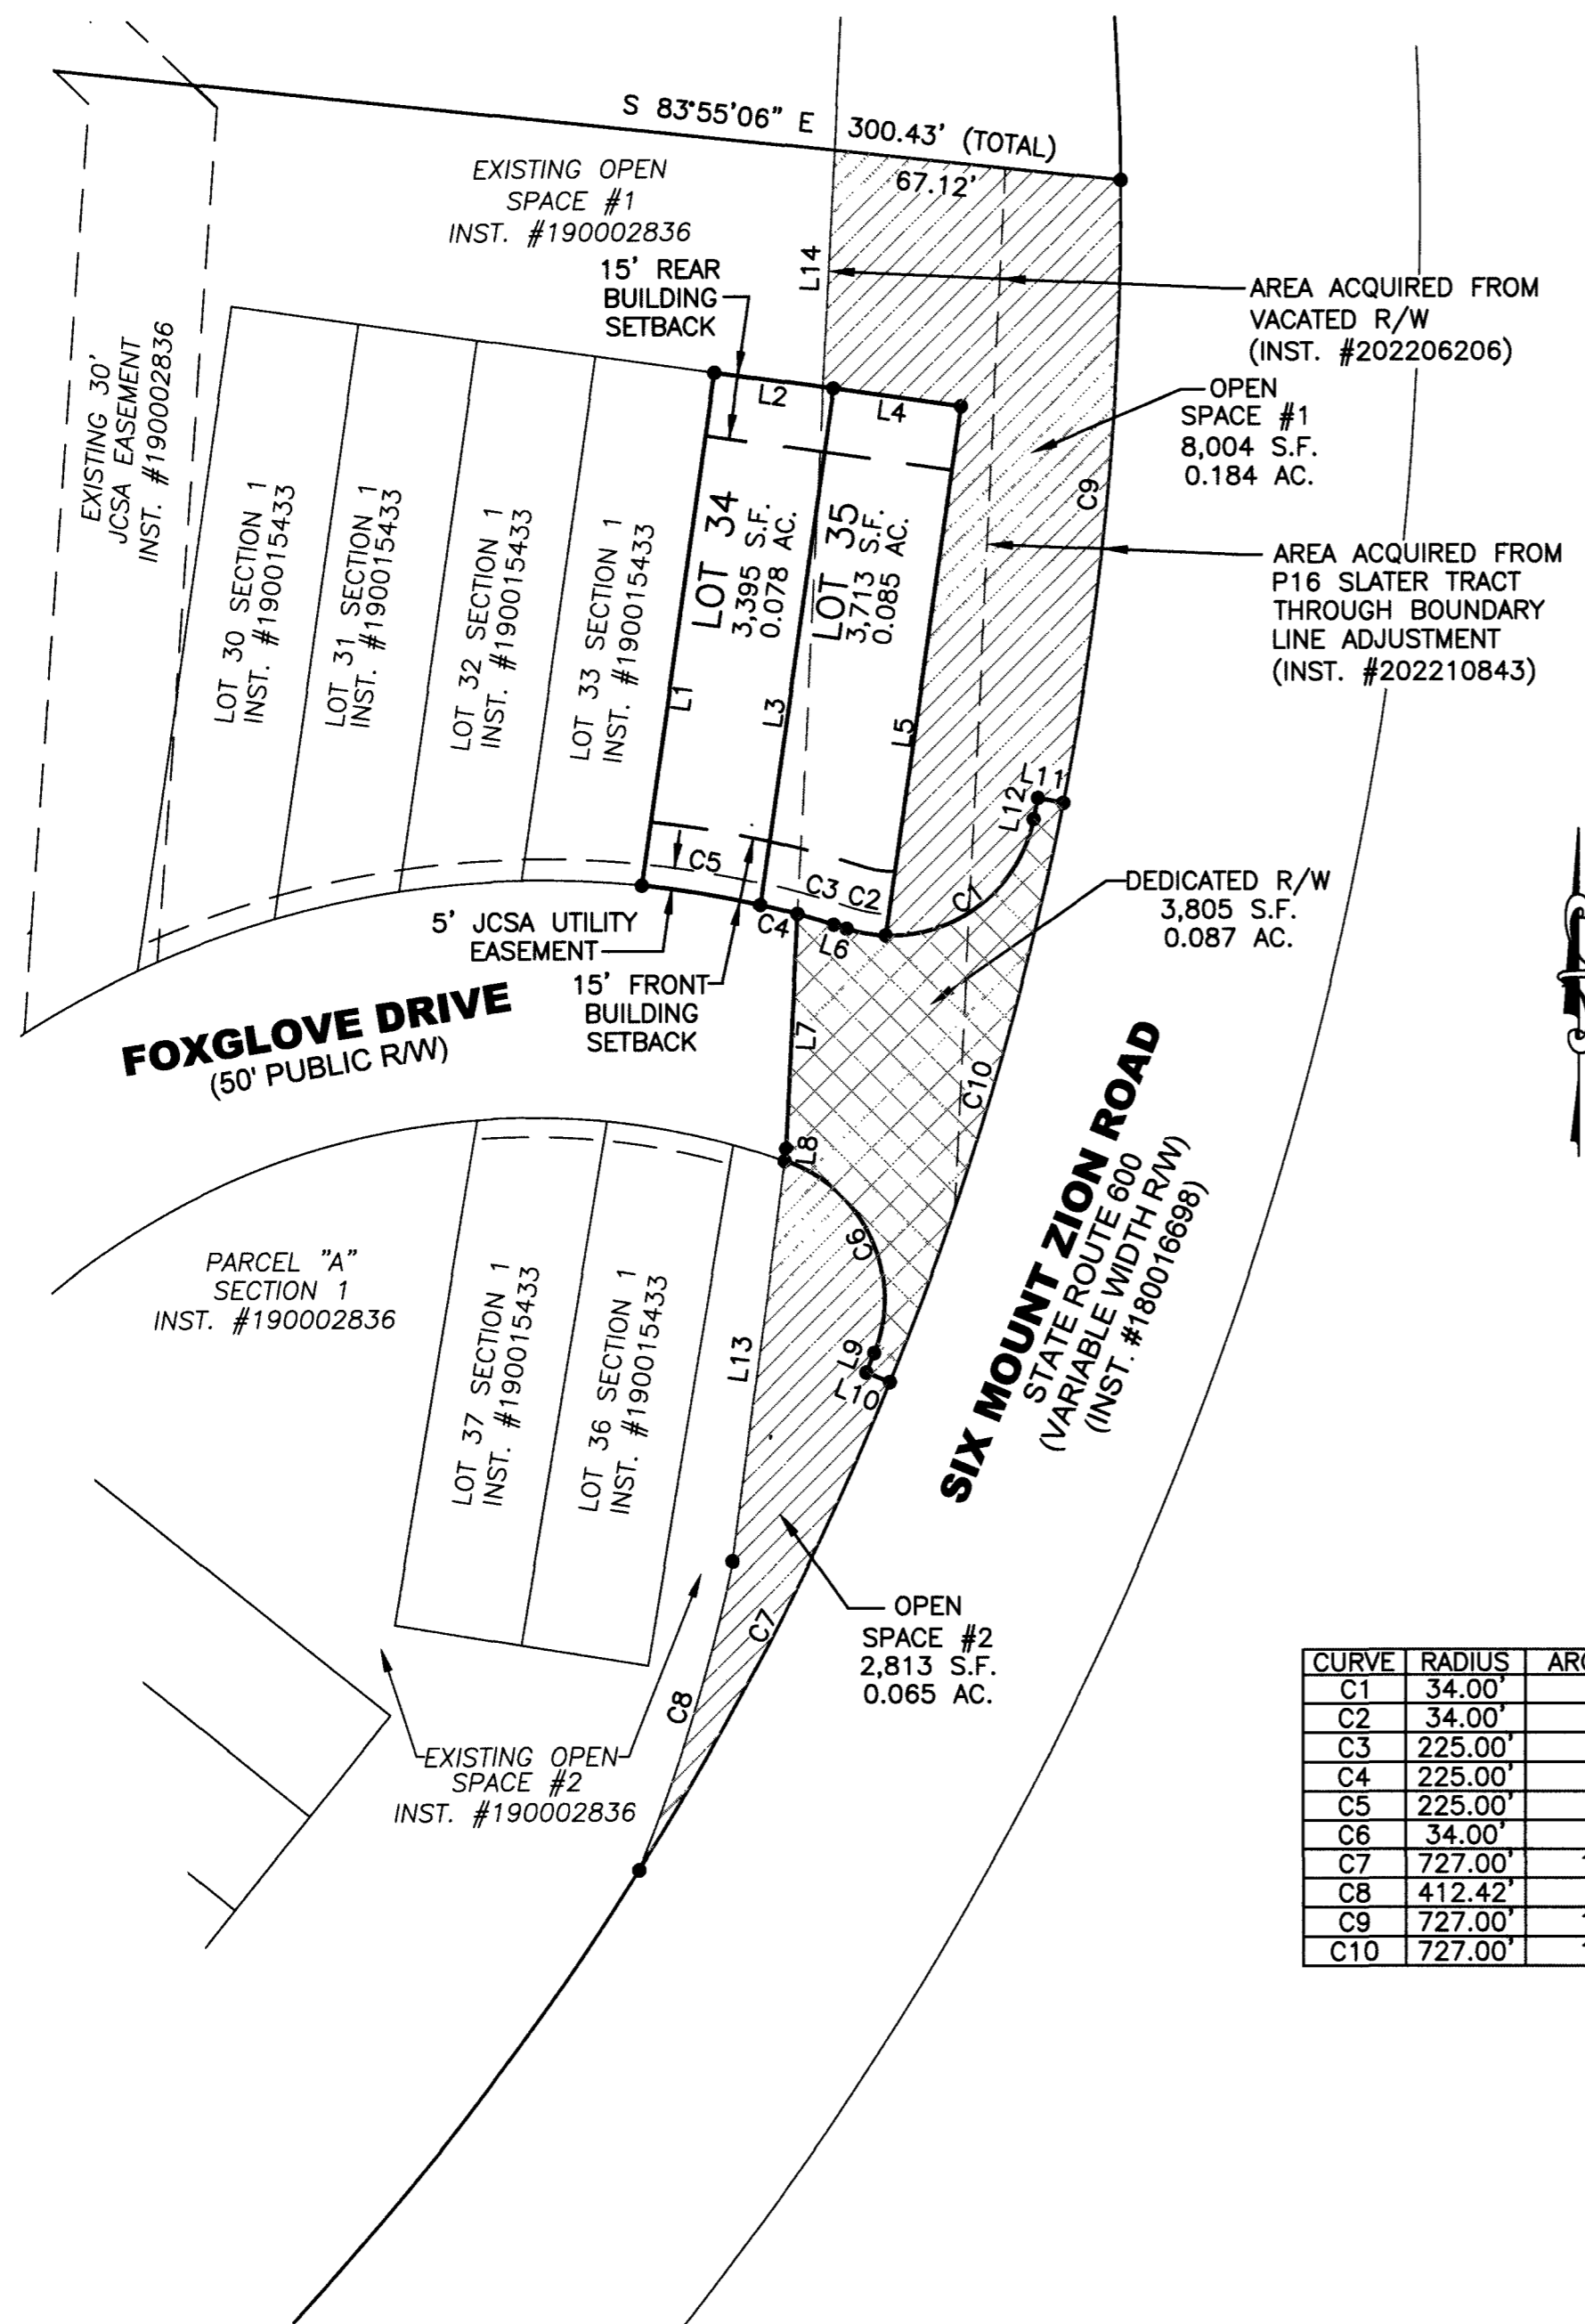 S 83°55'06" E 300.43' (TOTAL)
67.12'
EXISTING OPEN
SPACE #1
INST. #190002836
15' REAR
BUILDING
SETBACK
L14
AREA ACQUIRED FROM
VACATED R/W
(INST. #202206206)
OPEN
SPACE #1
8,004 S.F.
0.184 AC.
EXISTING 30'
JCSA EASEMENT
INST. #190002836
L2
L4
C9
AREA ACQUIRED FROM
P16 SLATER TRACT
THROUGH BOUNDARY
LINE ADJUSTMENT
(INST. #202210843)
LOT 30 SECTION 1
INST. #190015433
LOT 31 SECTION 1
INST. #190015433
LOT 32 SECTION 1
INST. #190015433
LOT 33 SECTION 1
INST. #190015433
LOT 34
3,395 S.F.
0.078 AC.
LOT 35
3,713 S.F.
0.085 AC.
L1
L3
L5
L11
L12
C5
C3
C2
C1
C4
L6
DEDICATED R/W
3,805 S.F.
0.087 AC.
5' JCSA UTILITY
EASEMENT
15' FRONT
BUILDING
SETBACK
FOXGLOVE DRIVE
(50' PUBLIC R/W)
L7
C10
L8
SIX MOUNT ZION ROAD
STATE ROUTE 600
(VARIABLE WIDTH R/W)
(INST. #180016698)
C6
PARCEL "A"
SECTION 1
INST. #190002836
L9
L10
L13
LOT 37 SECTION 1
INST. #190015433
LOT 36 SECTION 1
INST. #190015433
OPEN
SPACE #2
2,813 S.F.
0.065 AC.
C7
C8
EXISTING OPEN
SPACE #2
INST. #190002836
CURVE RADIUS
C1 34.00'
C2 34.00'
C3 225.00'
C4 225.00'
C5 225.00'
C6 34.00'
C7 727.00'
C8 412.42'
C9 727.00'
C10 727.00'